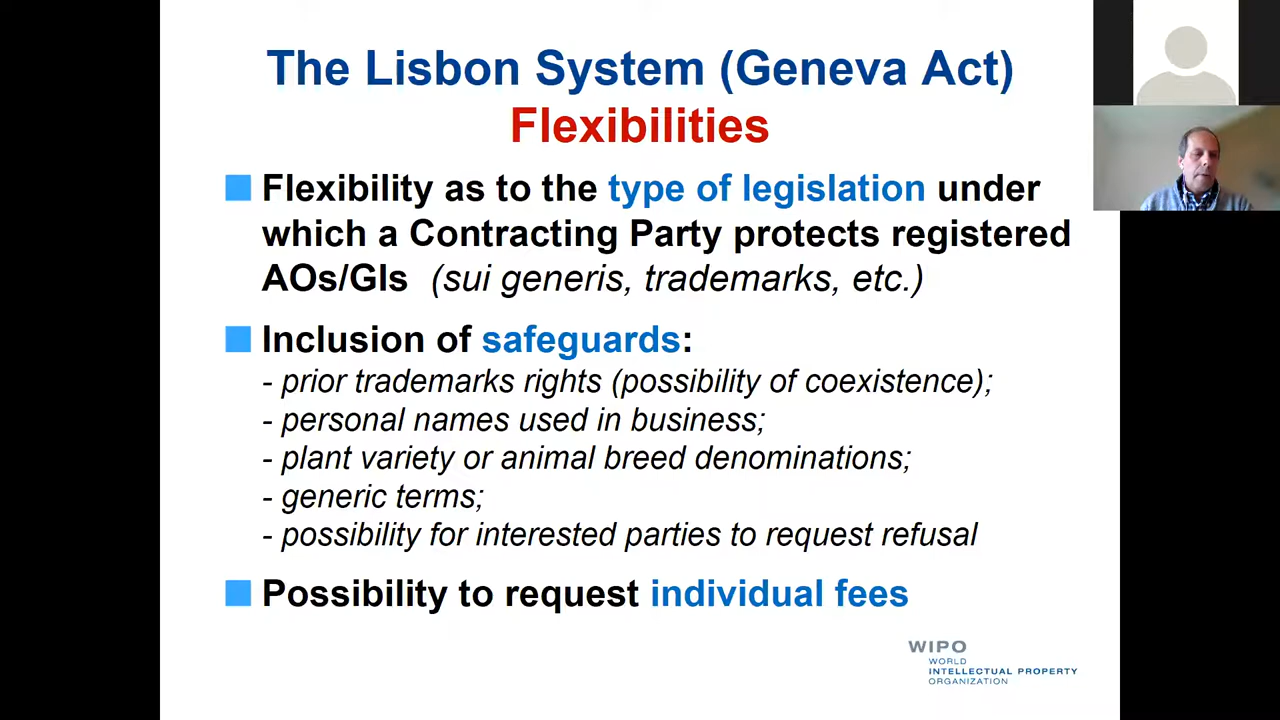 The Lisbon System (Geneva Act)
Flexibilities
Flexibility as to the type of legislation under
which a Contracting Party protects registered
AOs/GIs (sui generis, trademarks, etc.)
Inclusion of safeguards:
- prior trademarks rights (possibility of coexistence);
- personal names used in business;
- plant variety or animal breed denominations;
- generic terms;
- possibility for interested parties to request refusal
Possibility to request individual fees
WIPO
WORLD
INTELLECTUAL PROPERTY
ORGANIZATION